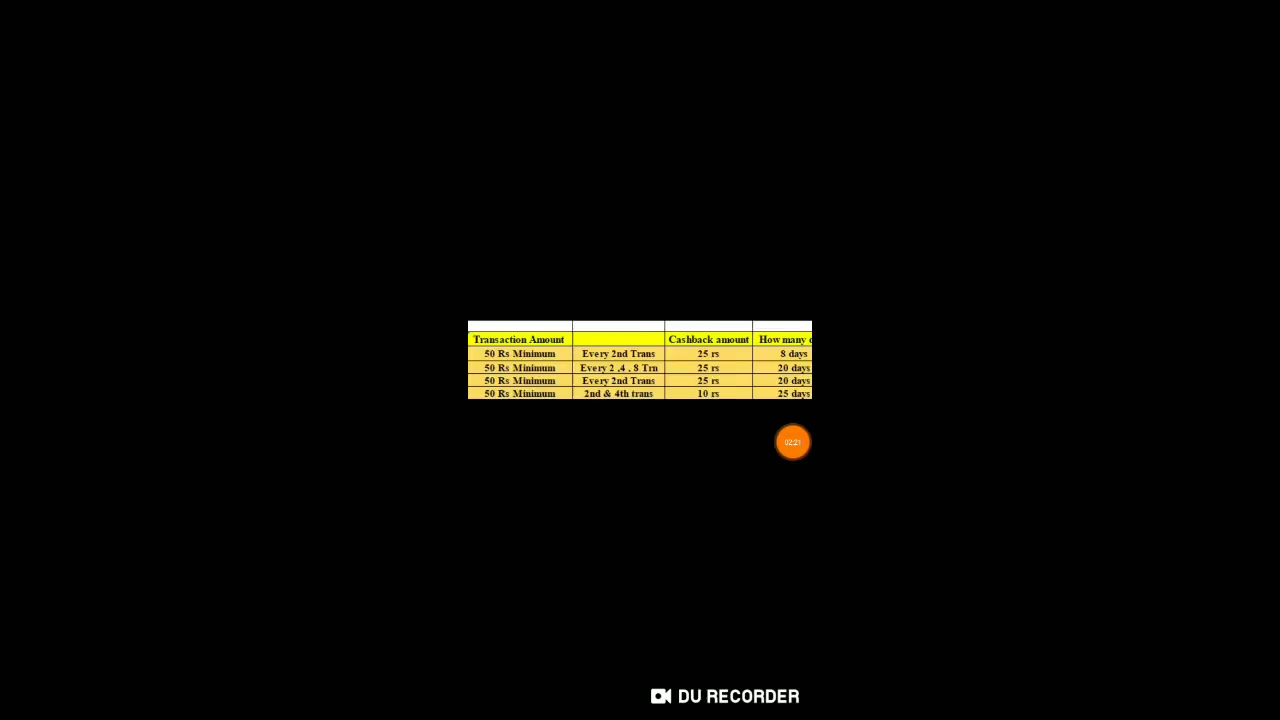 Transaction Amount Cashback amount How many
50 Rs Minimum Every 2nd Trans 25 rs 8 days
50 Rs Minimum Every 2 ,4 , 8 Trn 25 rs 20 days
50 Rs Minimum Every 2nd Trans 25 rs 20 days
50 Rs Minimum 2nd & 4th trans 10 rs 25 days
02:21
DU RECORDER